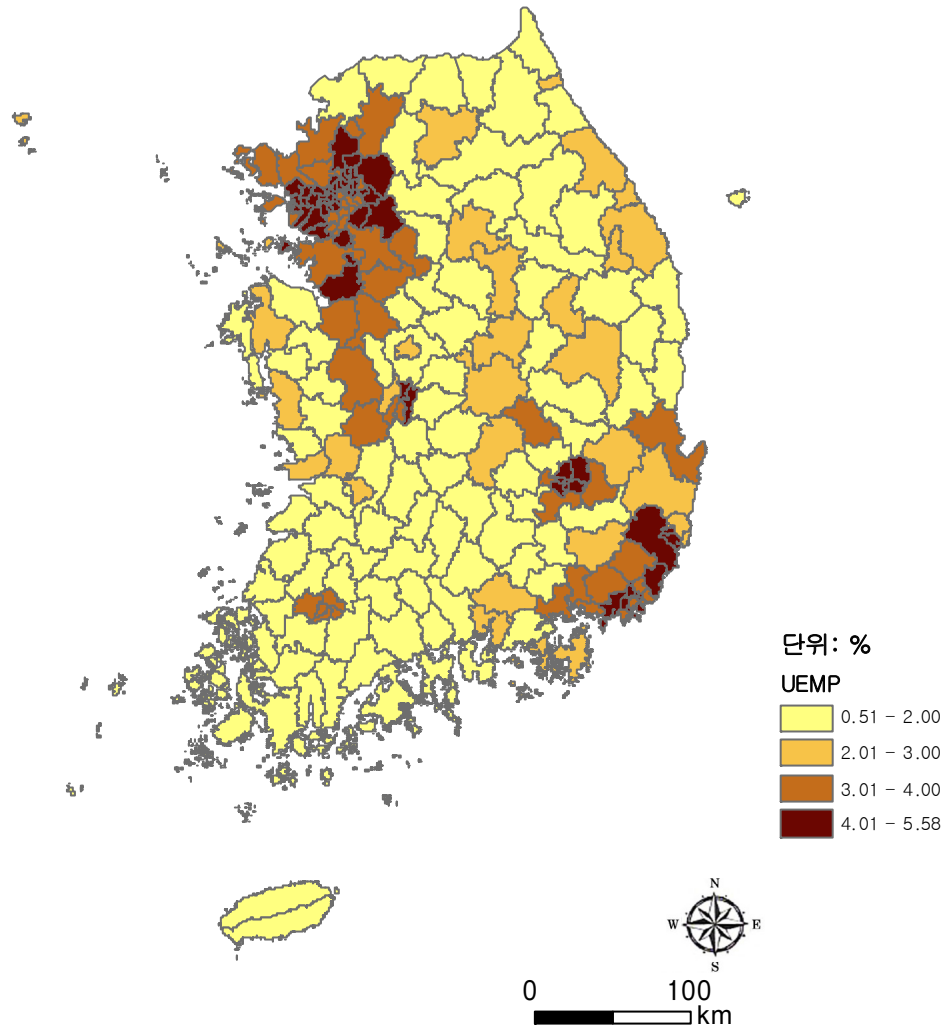 단위: %
UEMP
0.51 - 2.00
2.01 - 3.00
3.01 - 4.00
4.01 - 5.58
N
W E
S
0 100
km